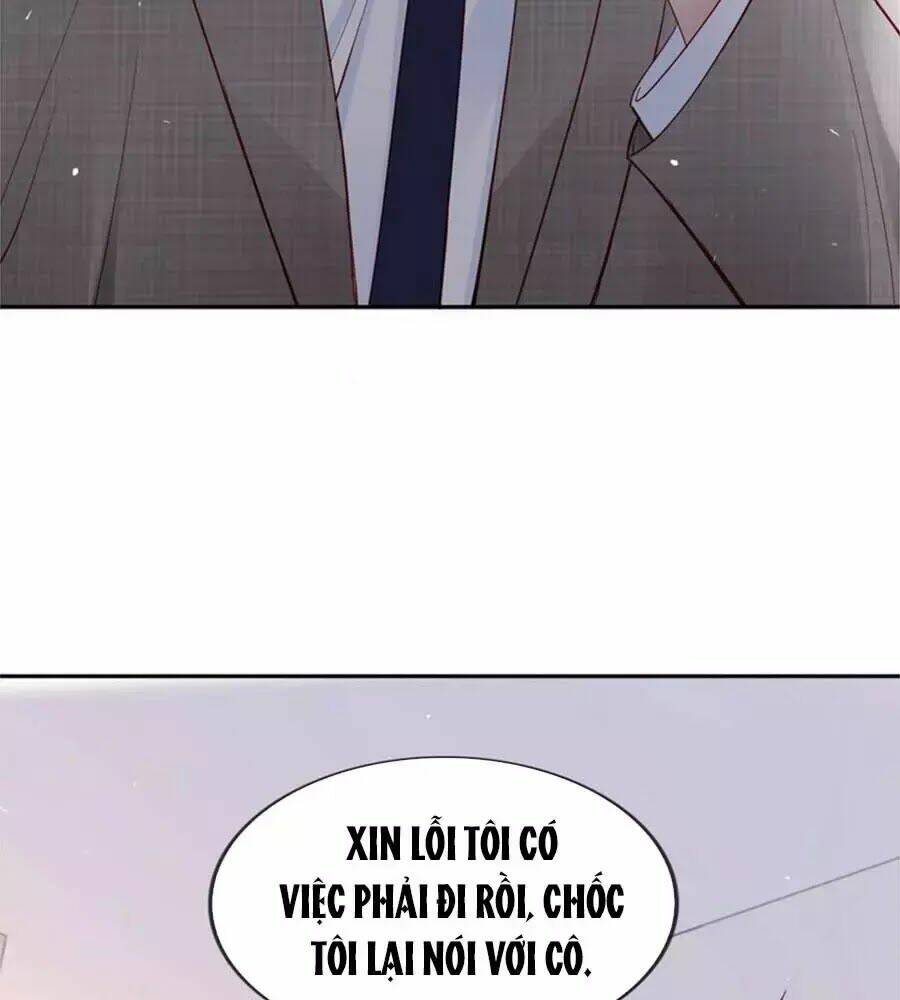 XIN LỖI TÔI CÓ
VIỆC PHẢI ĐI RỒI, CHỐC
TÔI LẠI NÓI VỚI CÔ.